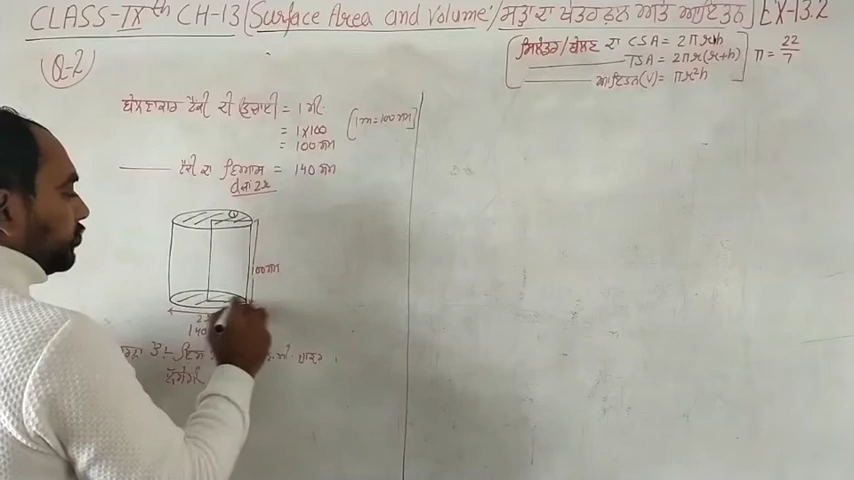 CLASS-IXth CH-13 [Surface Area and Volume/ਸਤ੍ਹਾ ਦਾ ਖੇਤਰਫਲ ਅਤੇ ਆਇਤਨ] EX-13.2
Q-2
ਸਿਲੰਡਰ/ਬੇਲਣ ਦਾ CSA = 2πrh
TSA = 2πr(r+h)
ਆਇਤਨ(V) = πr²h
π = 22/7
ਬੇਲਣਾਕਾਰ ਟੈਂਕੀ ਦੀ ਉਚਾਈ = 1 ਮੀ.
= 1×100
= 100 ਸਮ
[1m = 100 ਸਮ]
ਟੈਂਕੀ ਦਾ ਵਿਆਸ = 140 ਸਮ
d ਜਾਂ 2r
r
100 ਸਮ
2r
140